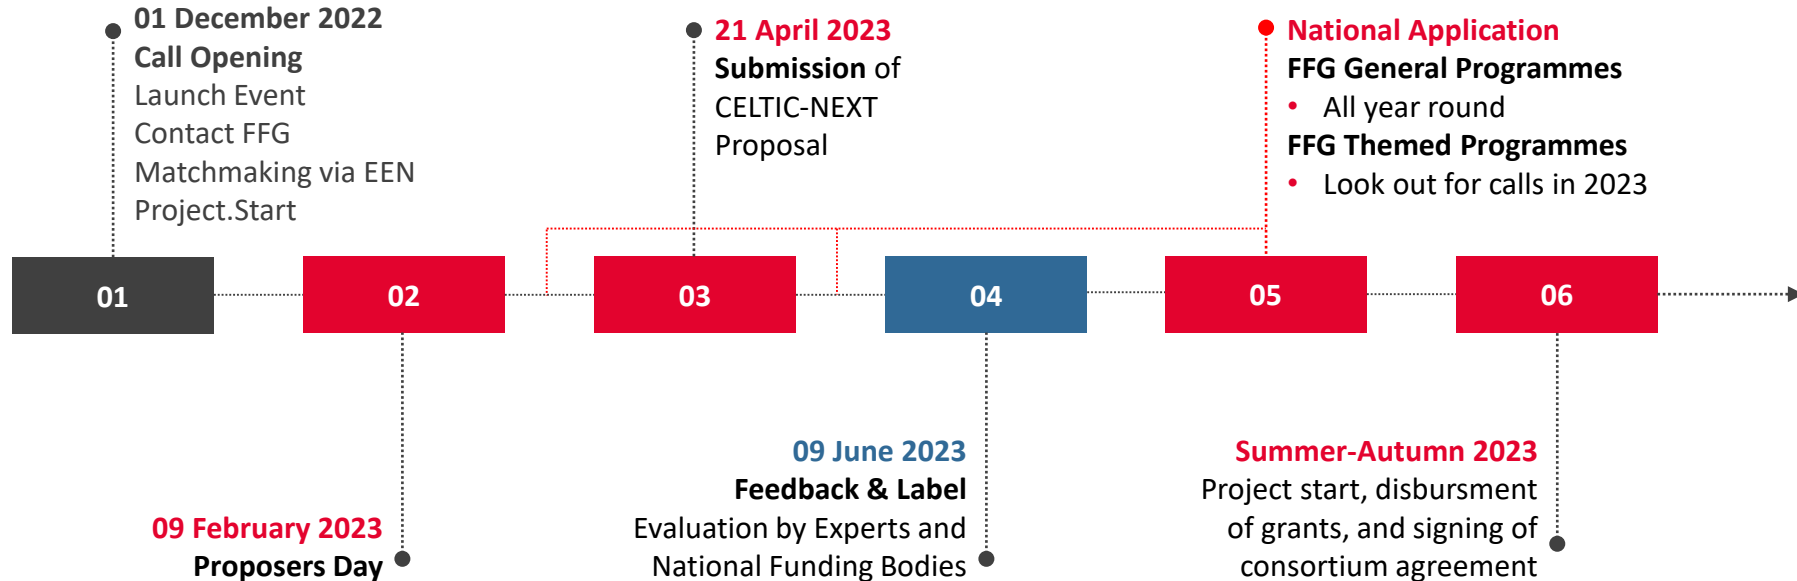 01 December 2022
Call Opening
Launch Event
Contact FFG
Matchmaking via EEN
Project.Start
21 April 2023
Submission of
CELTIC-NEXT
Proposal
National Application
FFG General Programmes
• All year round
FFG Themed Programmes
• Look out for calls in 2023
01
02
03
04
05
06
09 February 2023
Proposers Day
09 June 2023
Feedback & Label
Evaluation by Experts and
National Funding Bodies
Summer-Autumn 2023
Project start, disbursment
of grants, and signing of
consortium agreement